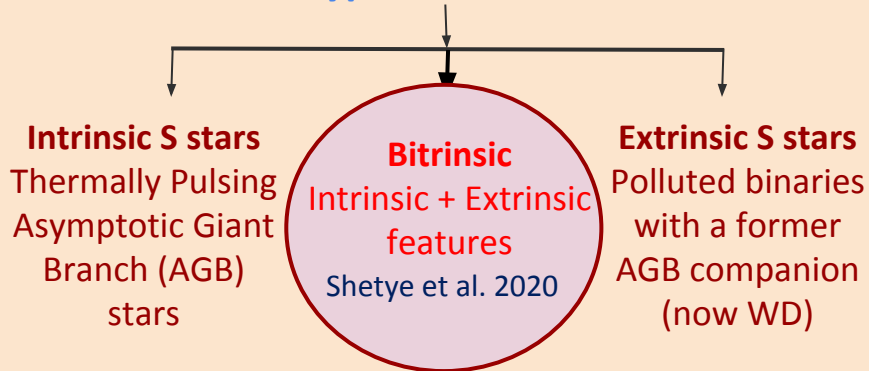 Intrinsic S stars
Thermally Pulsing
Asymptotic Giant
Branch (AGB)
stars
Bitrinsic
Intrinsic + Extrinsic
features
Shetye et al. 2020
Extrinsic S stars
Polluted binaries
with a former
AGB companion
(now WD)